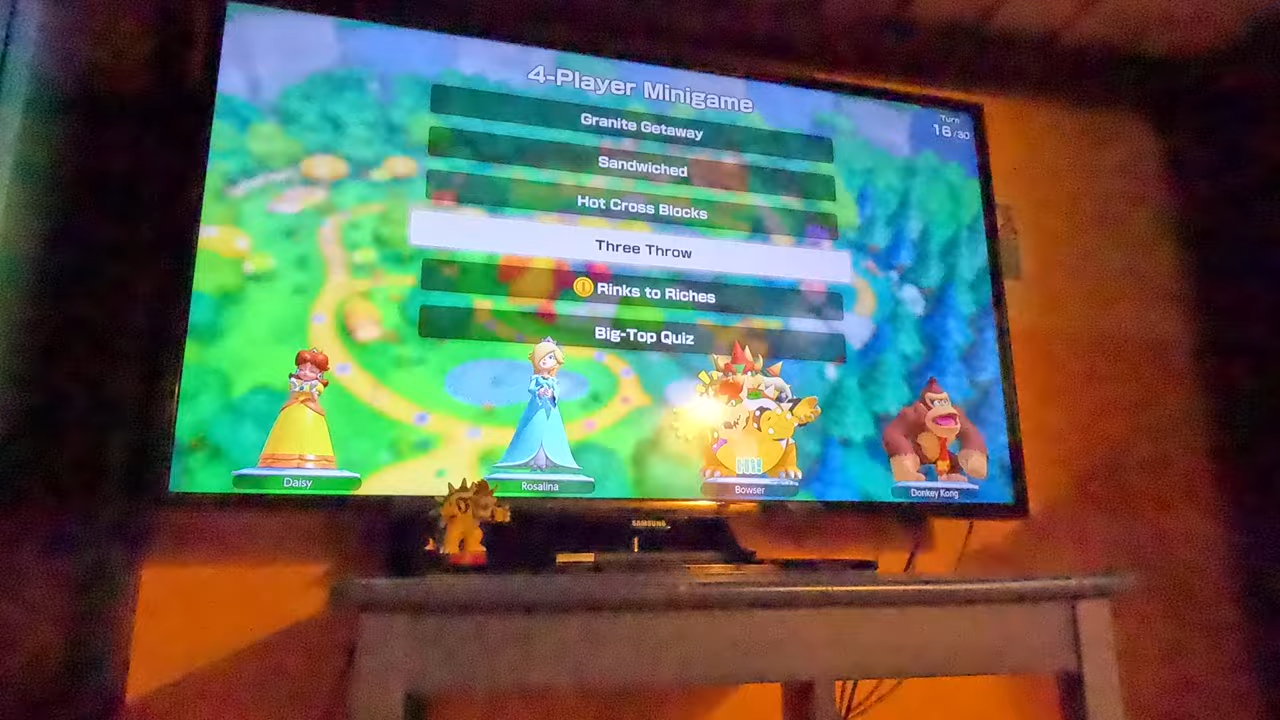 4-Player Minigame
Turn
16/30
Granite Getaway
Sandwiched
Hot Cross Blocks
Three Throw
Rinks to Riches
Big-Top Quiz
Hi!
Daisy
Rosalina
Bowser
Donkey Kong
SAMSUNG